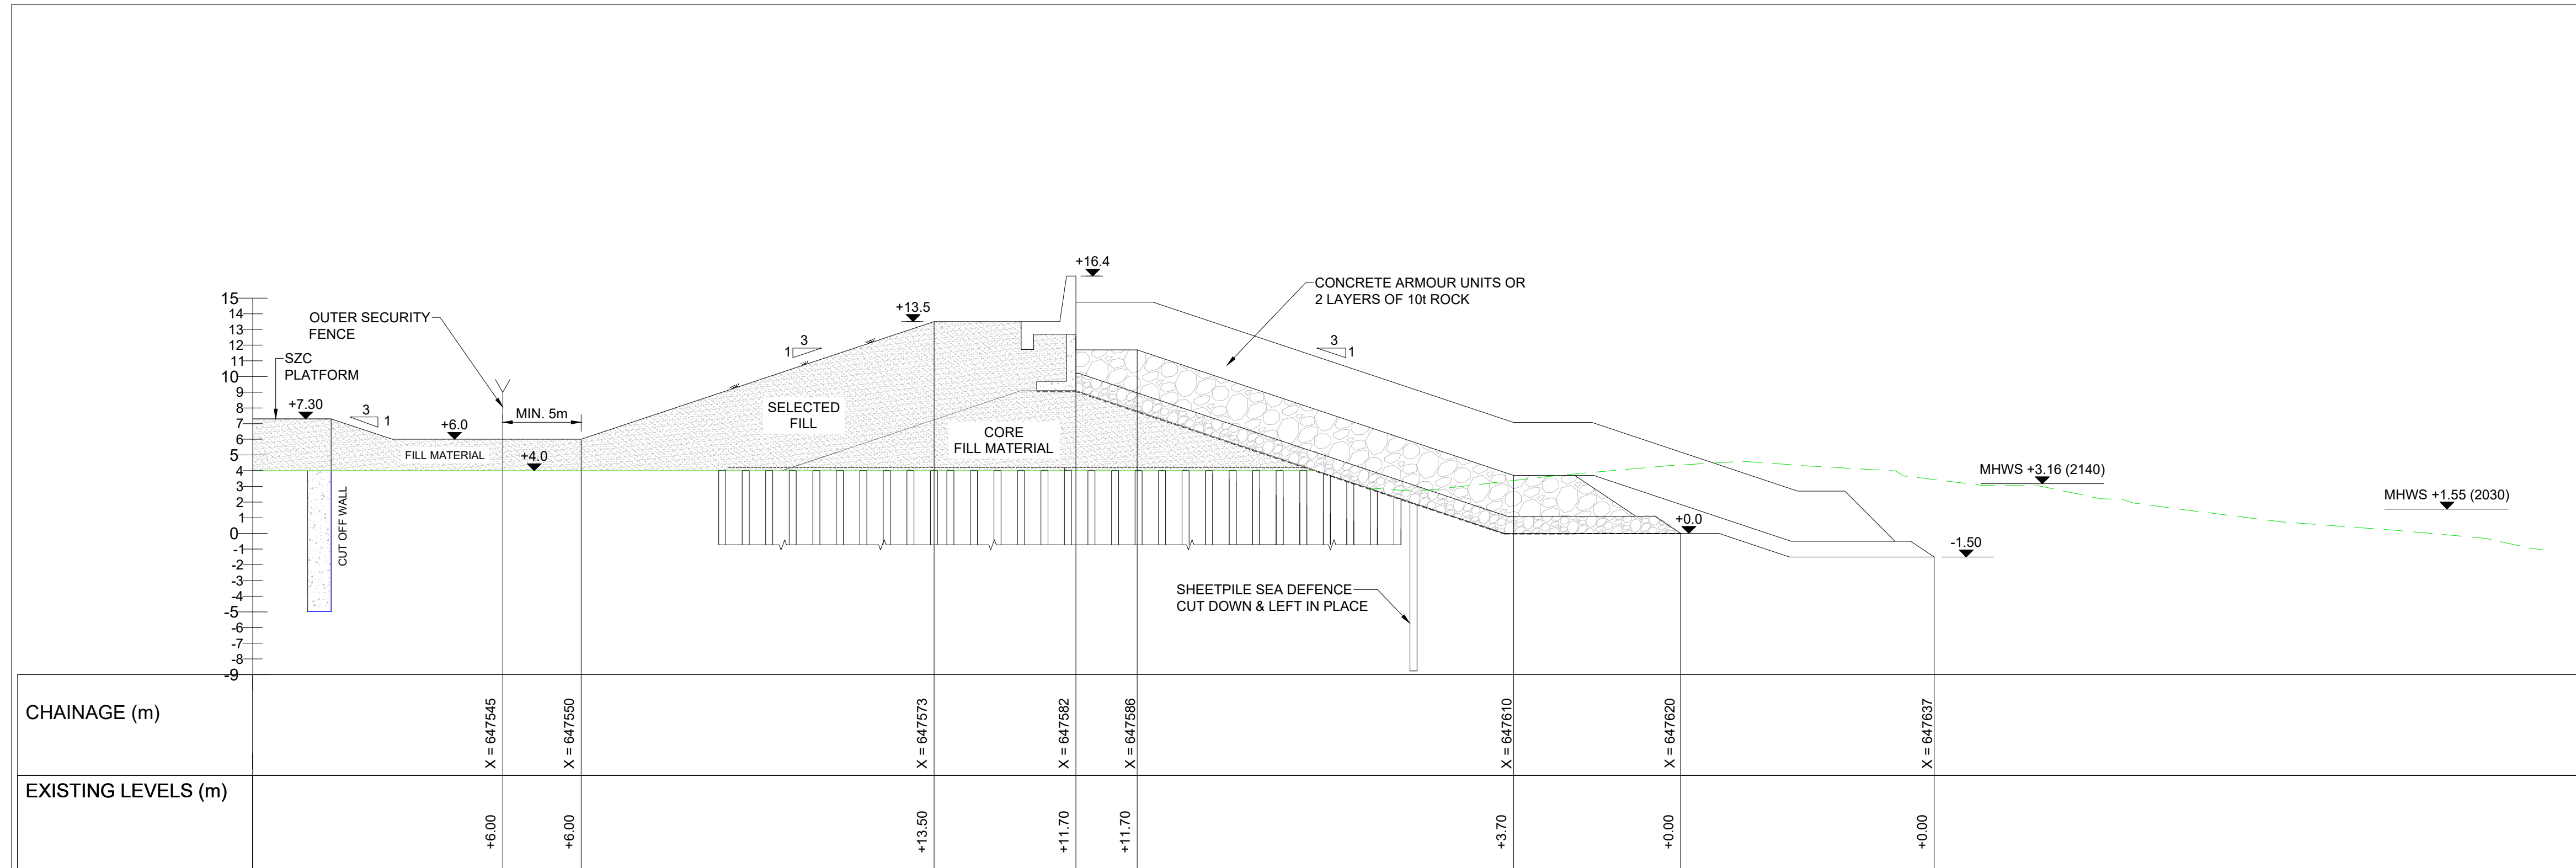 +16.4
CONCRETE ARMOUR UNITS OR
2 LAYERS OF 10t ROCK
15
14
13
12
11
10
9
8
7
6
5
4
3
2
1
0
-1
-2
-3
-4
-5
-6
-7
-8
-9
OUTER SECURITY
FENCE
SZC
PLATFORM
+7.30
3
1
+6.0
MIN. 5m
FILL MATERIAL
+4.0
CUT OFF WALL
3
1
+13.5
SELECTED
FILL
CORE
FILL MATERIAL
3
1
MHWS +3.16 (2140)
MHWS +1.55 (2030)
+0.0
-1.50
SHEETPILE SEA DEFENCE
CUT DOWN & LEFT IN PLACE
CHAINAGE (m)
X = 647545
X = 647550
X = 647573
X = 647582
X = 647586
X = 647610
X = 647620
X = 647637
EXISTING LEVELS (m)
+6.00
+6.00
+13.50
+11.70
+11.70
+3.70
+0.00
+0.00